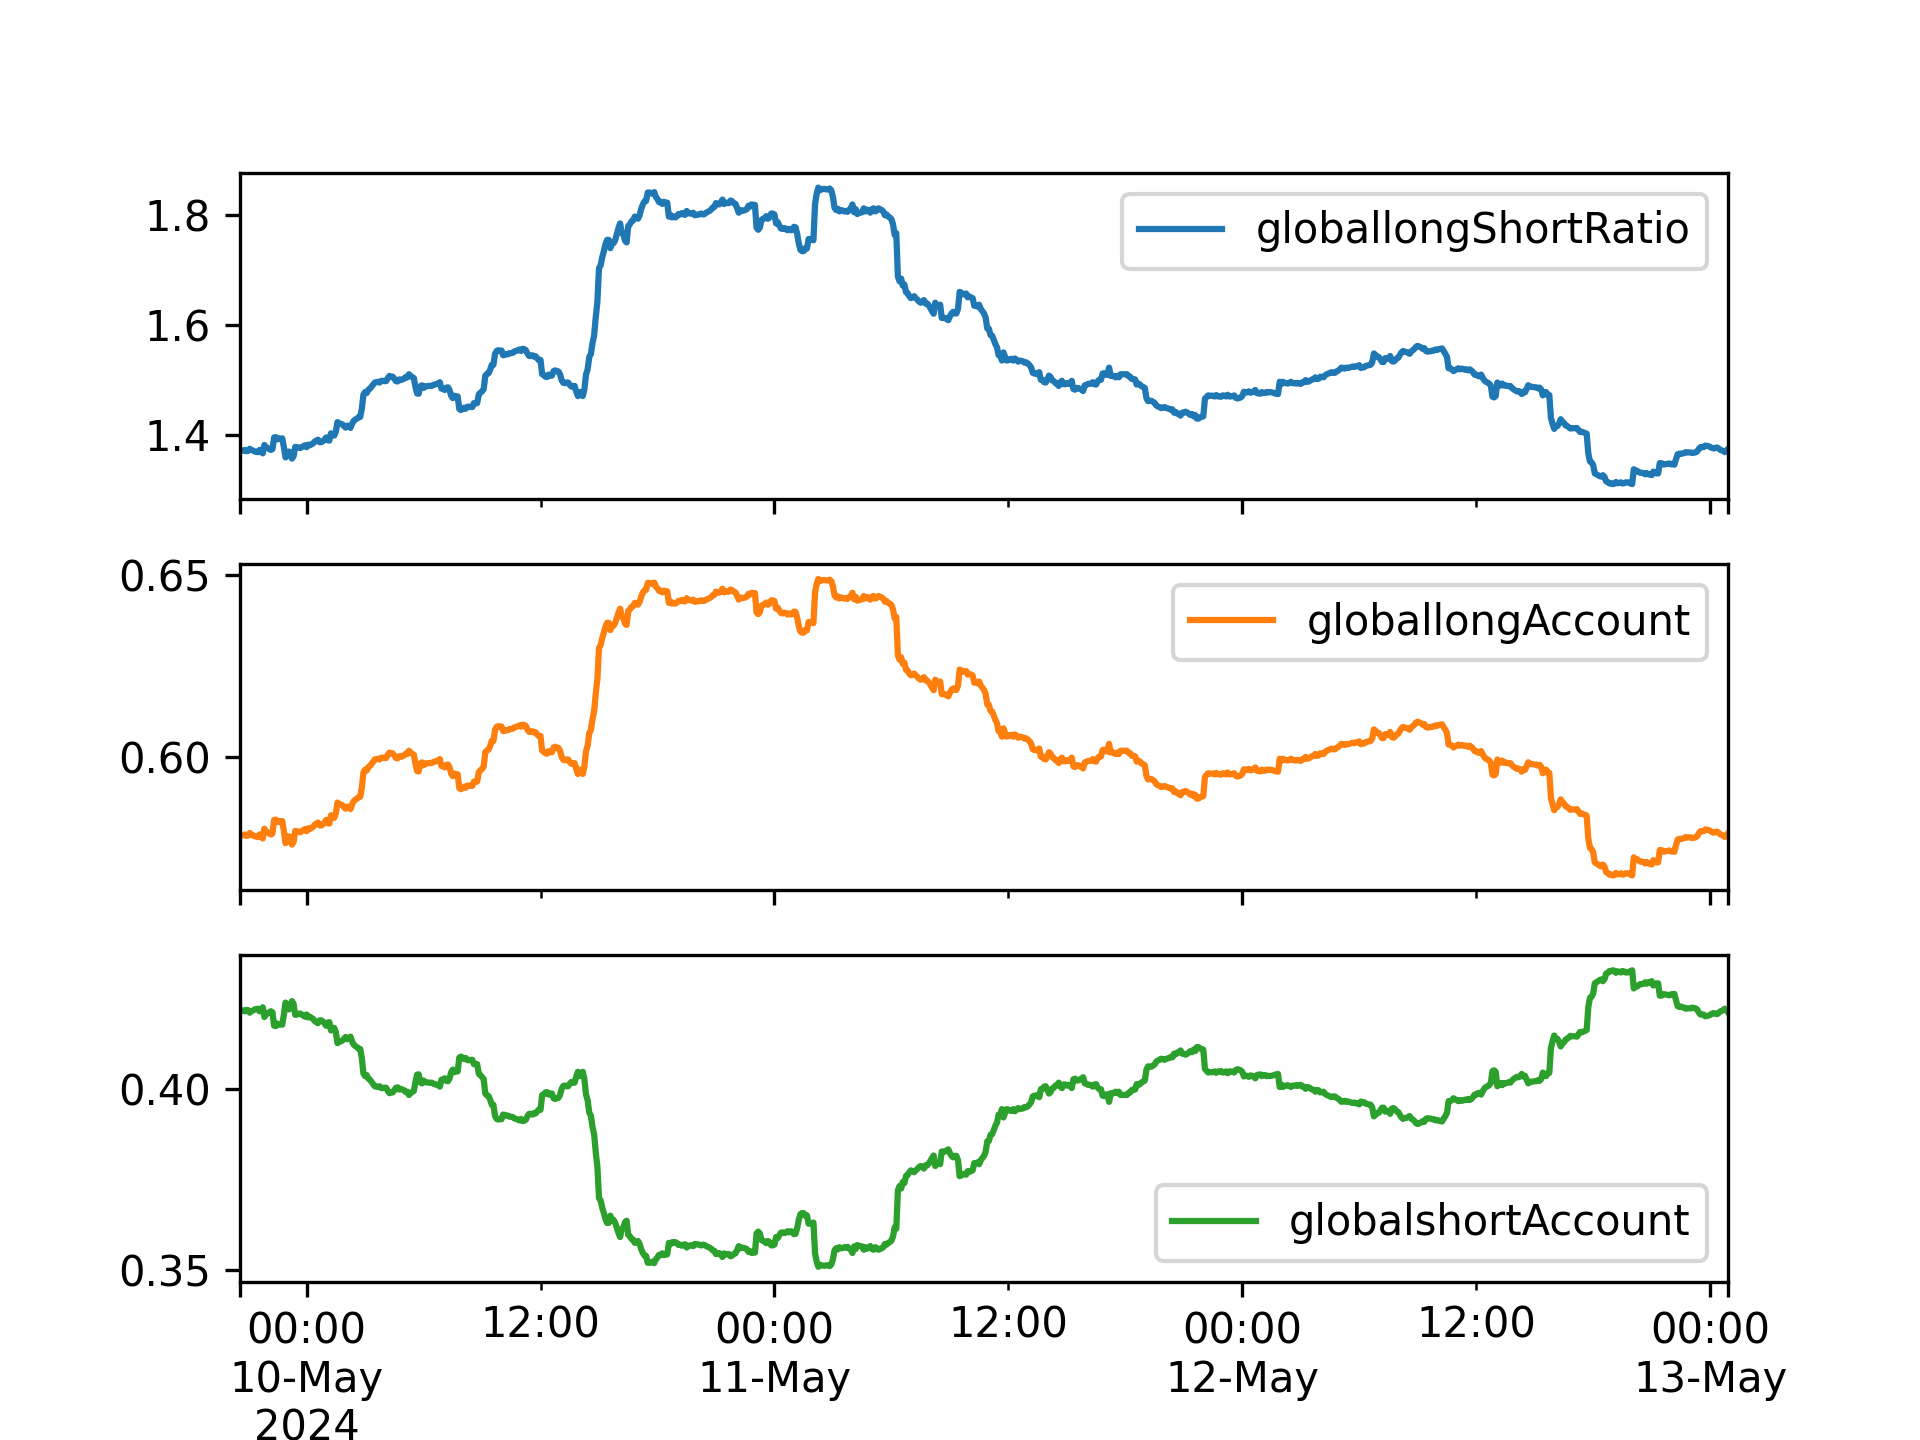 1.8
1.6
1.4
globallongShortRatio
0.65
0.60
globallongAccount
0.40
0.35
globalshortAccount
00:00 12:00 00:00 12:00 00:00 12:00 00:00
10-May 11-May 12-May 13-May
2024